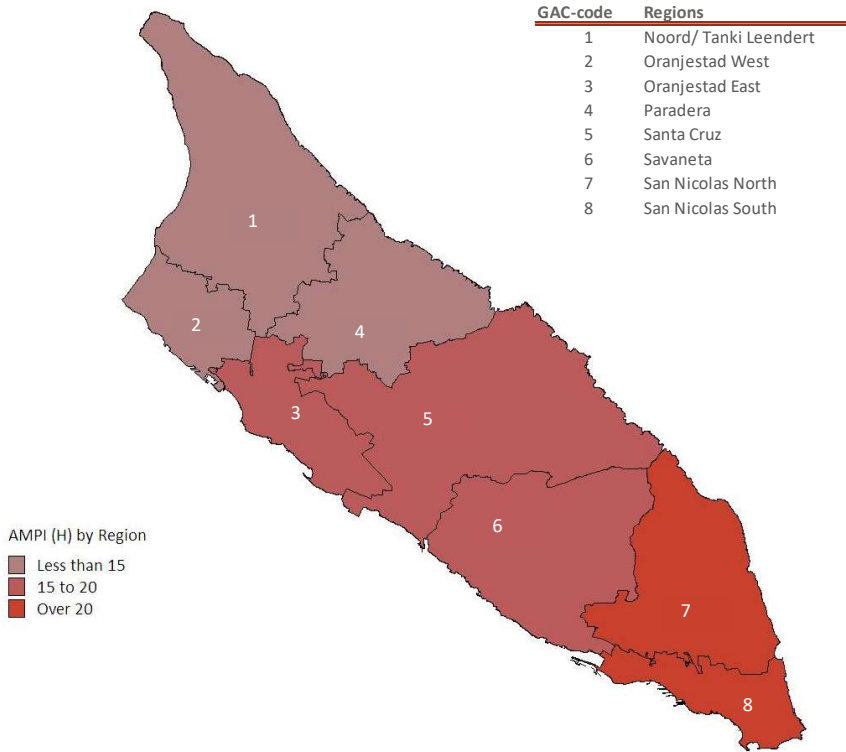 GAC-code Regions
1 Noord/ Tanki Leendert
2 Oranjestad West
3 Oranjestad East
4 Paradera
5 Santa Cruz
6 Savaneta
7 San Nicolas North
8 San Nicolas South
1
2
4
3
5
6
7
8
AMPI (H) by Region
Less than 15
15 to 20
Over 20